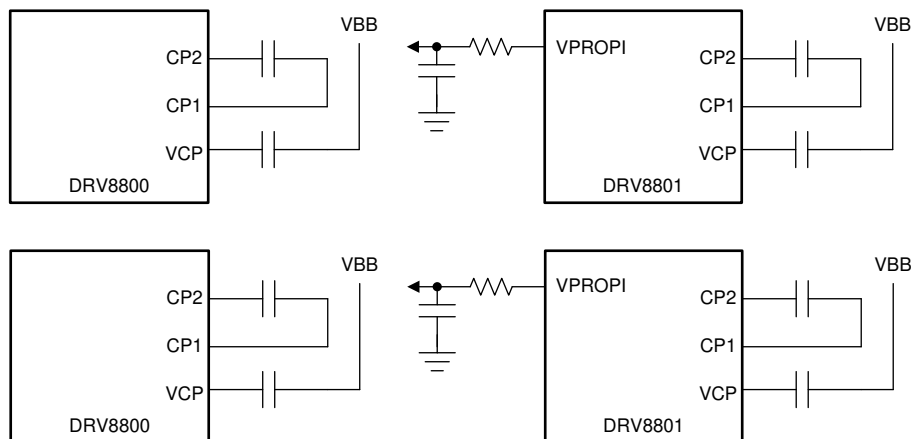 VBB
CP2
CP1
VCP
DRV8800
VPROPI
VBB
CP2
CP1
VCP
DRV8801
VBB
CP2
CP1
VCP
DRV8800
VPROPI
VBB
CP2
CP1
VCP
DRV8801